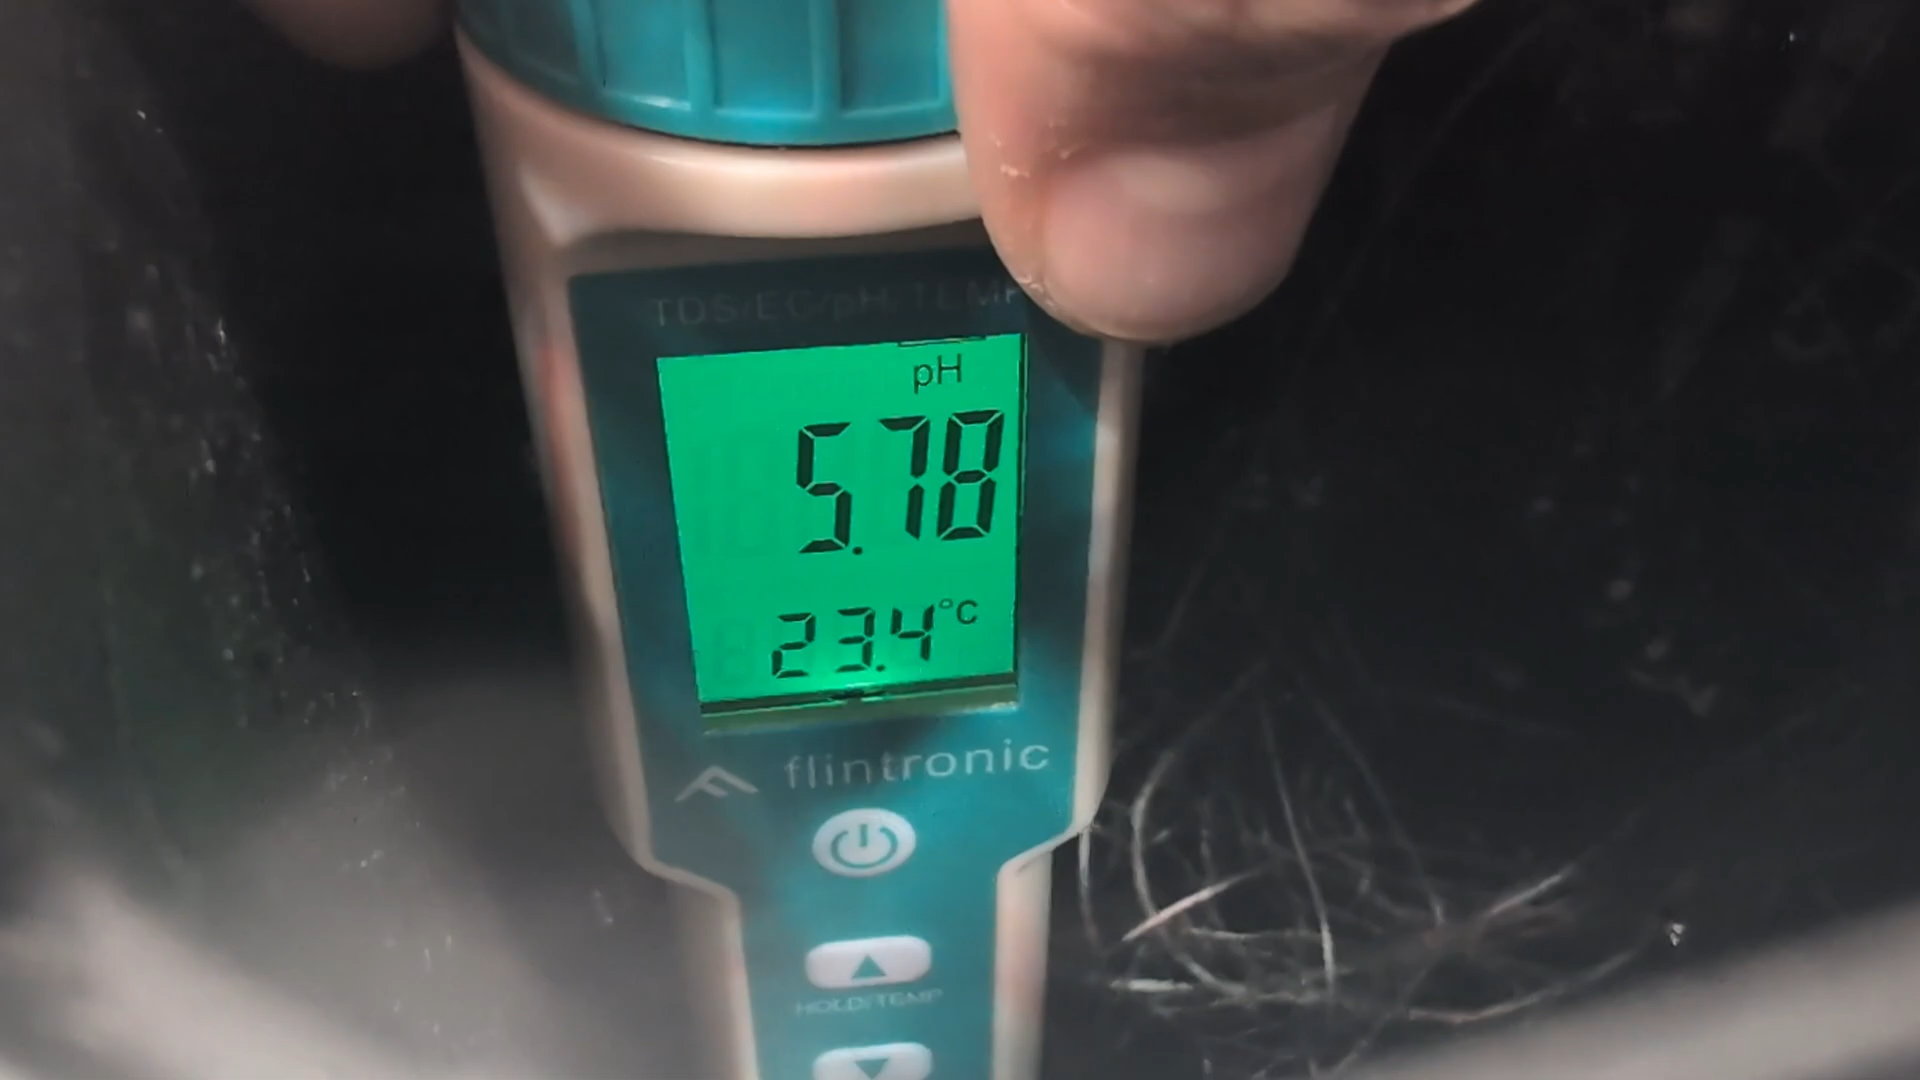 TDS/EC/pH/TEMP
pH
5.78
23.4°C
flintronic
HOLD/TEMP